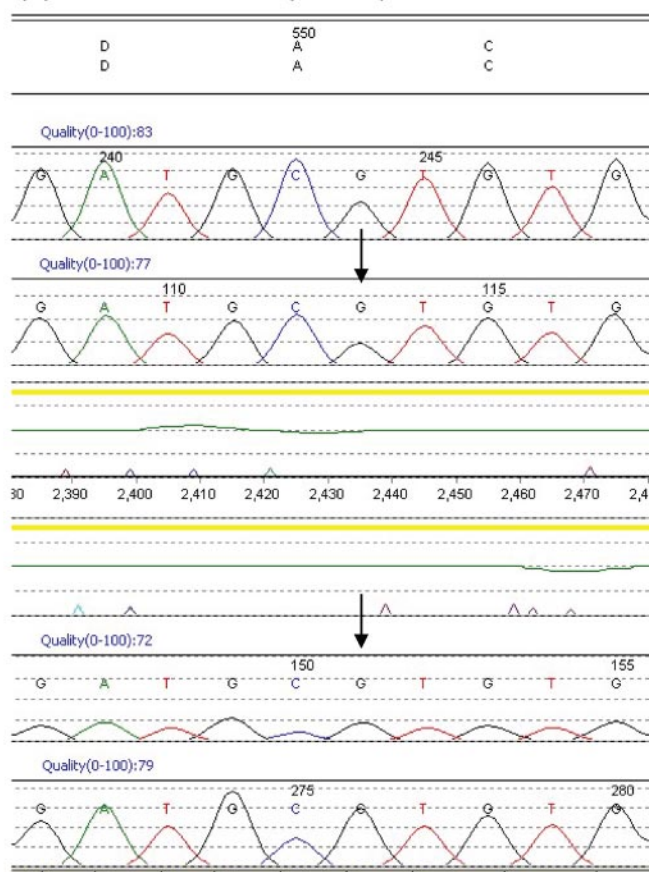 550
D A C
D A C
Quality(0-100):83
240 245
G A T G C G T G T G
Quality(0-100):77
110 115
G A T G C G T G T G
2,390 2,400 2,410 2,420 2,430 2,440 2,450 2,460 2,470
Quality(0-100):72
150 155
G A T G C G T G T G
Quality(0-100):79
275 280
G A T G C G T G T G